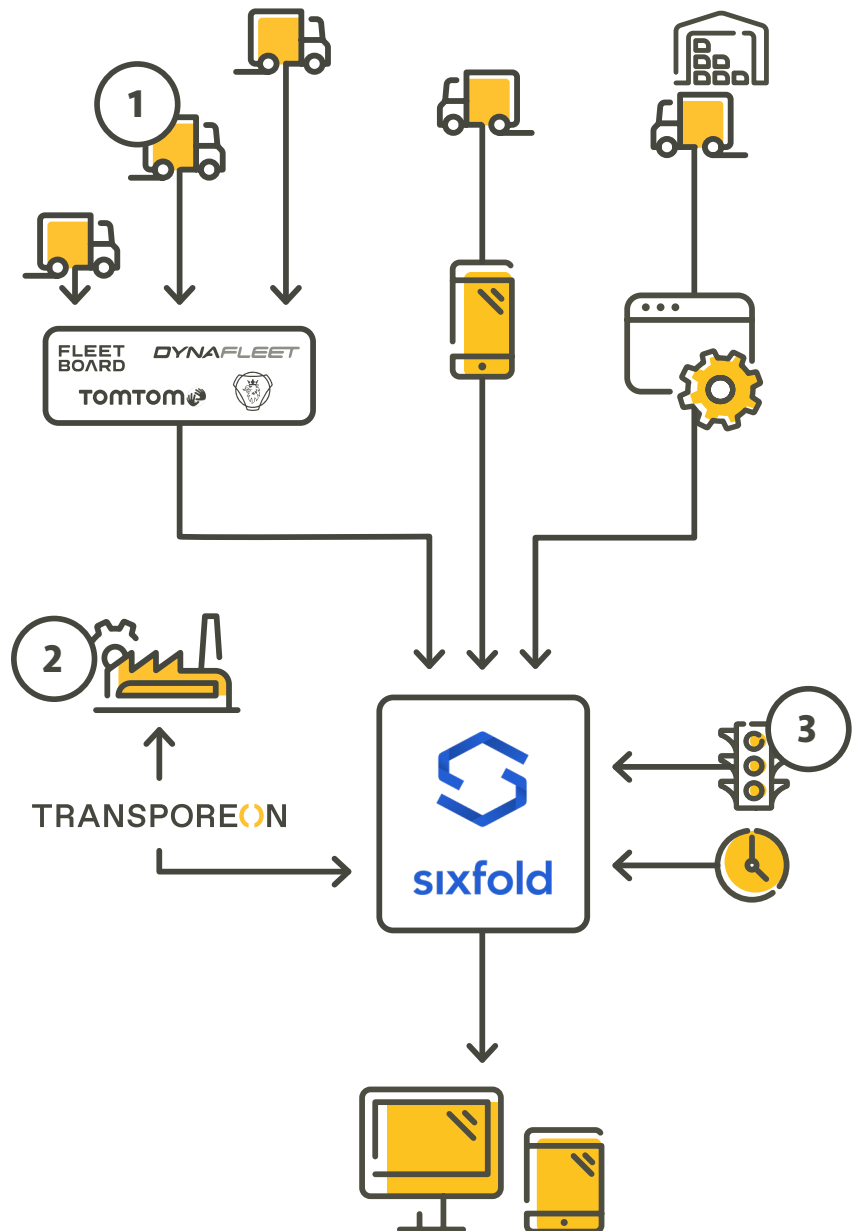 1
FLEET
BOARD
DYNAFLEET
TOMTOM
2
3
TRANSPOREON
sixfold